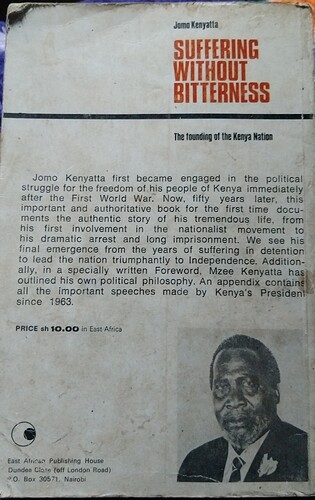 Jomo Kenyatta
SUFFERING
WITHOUT
BITTERNESS
The founding of the Kenya Nation
Jomo Kenyatta first became engaged in the political
struggle for the freedom of his people of Kenya immediately
after the First World War. Now, fifty years later, this
important and authoritative book for the first time docu-
ments the authentic story of his tremendous life, from
his first involvement in the nationalist movement to
his dramatic arrest and long imprisonment. We see his
final emergence from the years of suffering in detention
to lead the nation triumphantly to Independence. Addition-
ally, in a specially written Foreword, Mzee Kenyatta has
outlined his own political philosophy. An appendix contains
all the important speeches made by Kenya's President
since 1963.
PRICE sh 10.00 in East Africa
East African Publishing House
Dundee Close (off London Road)
P.O. Box 30571, Nairobi